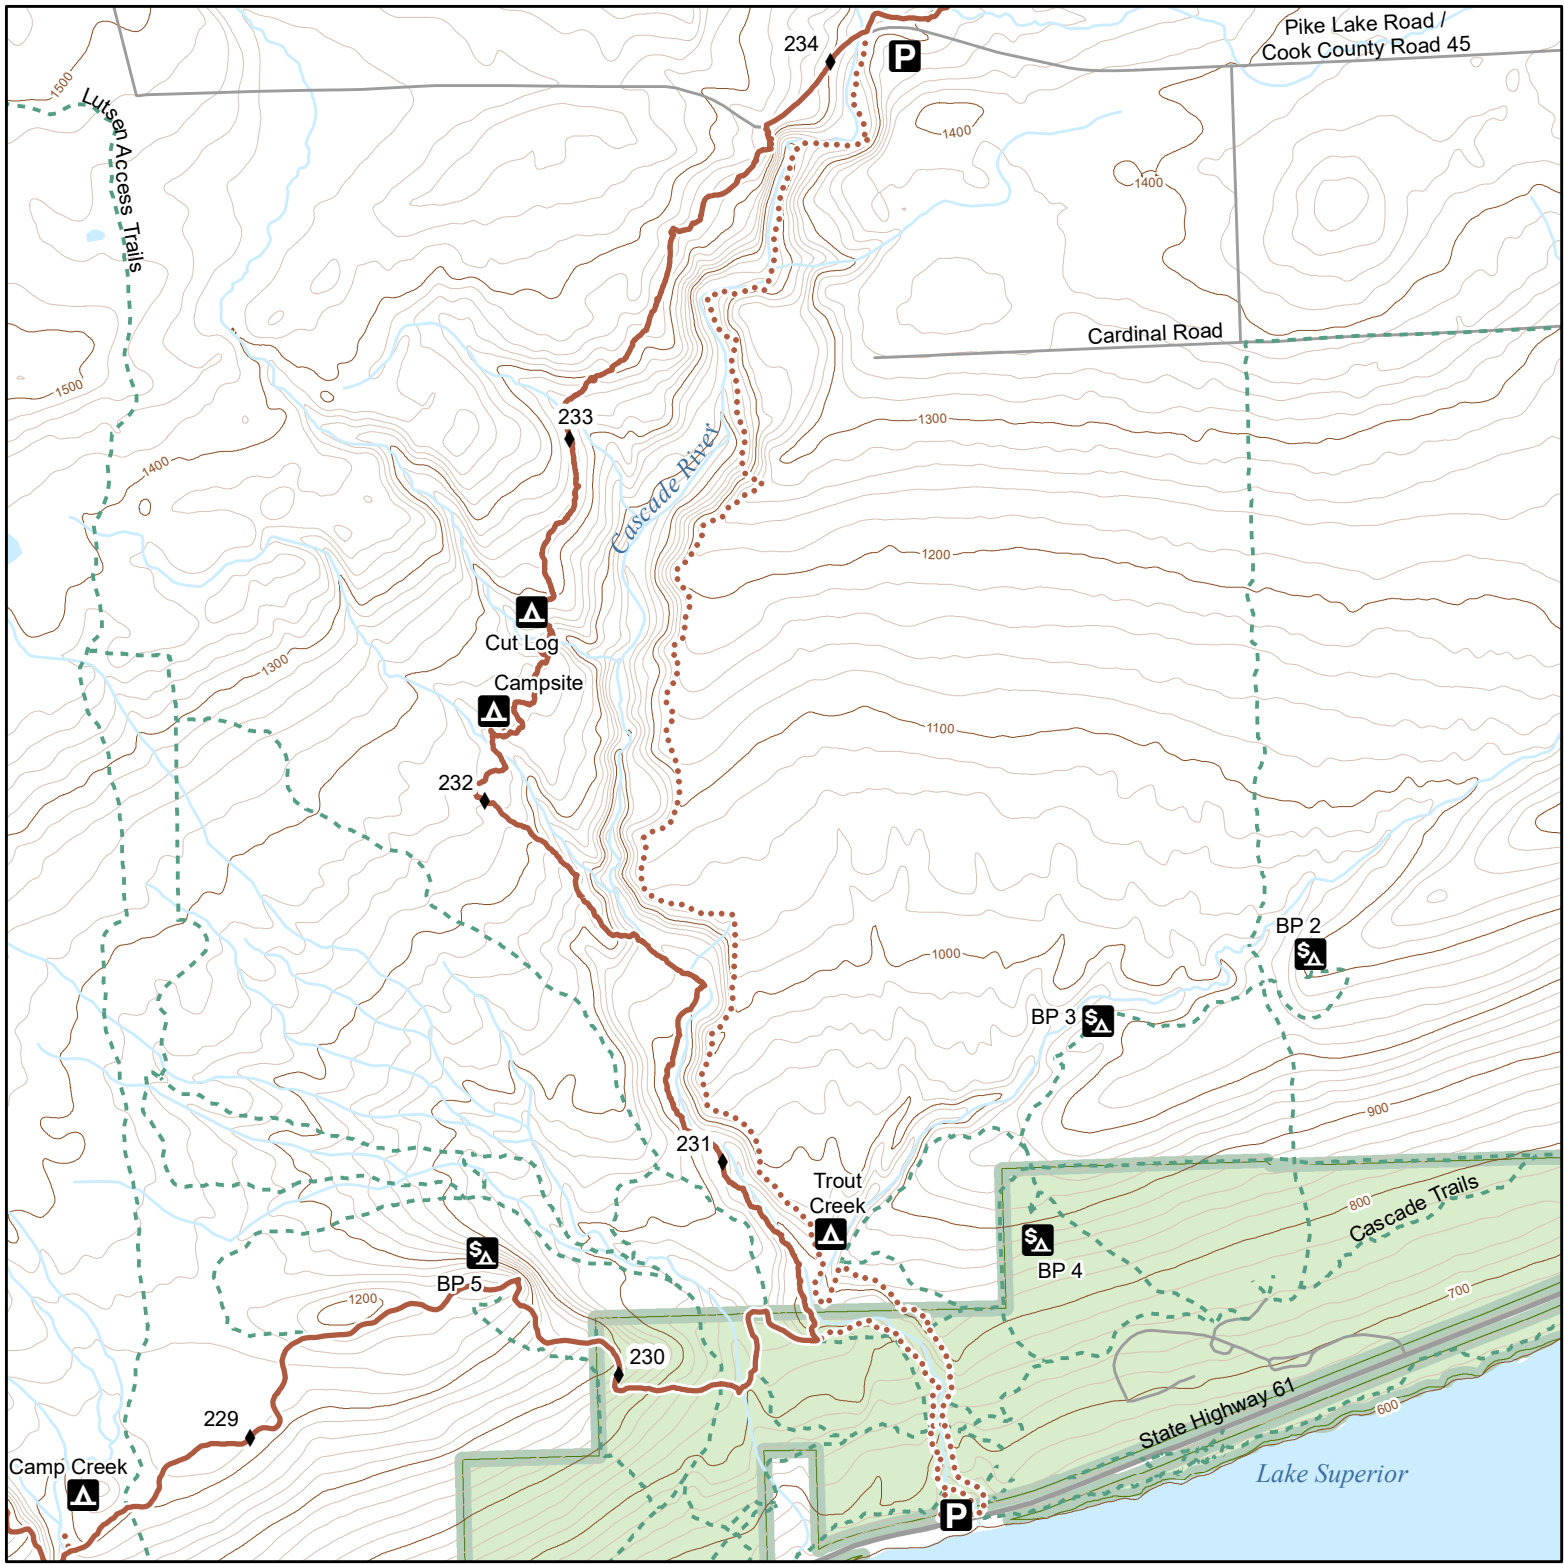 Pike Lake Road /
Cook County Road 45
234
P
1500
Lutsen Access Trails
1400
1400
Cardinal Road
1500
233
1300
Cascade River
1400
1200
Cut Log
1300
Campsite
1100
232
BP 2
$
1000
BP 3
$
900
231
Trout
Creek
800
Cascade Trails
$
BP 4
$
BP 5
1200
700
230
State Highway 61
600
229
Camp Creek
Lake Superior
P